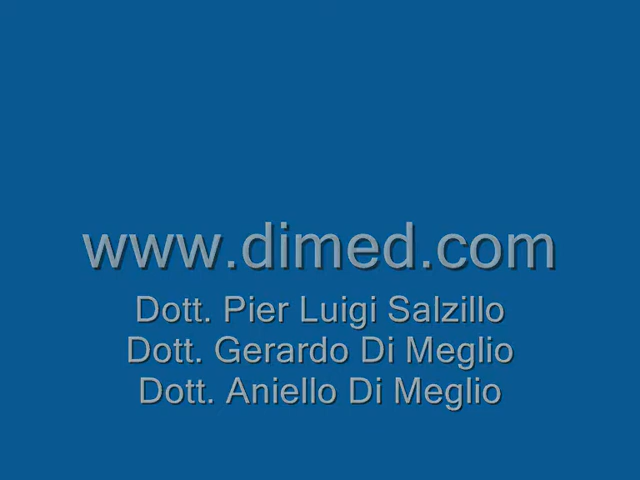 www.dimed.com
Dott. Pier Luigi Salzillo
Dott. Gerardo Di Meglio
Dott. Aniello Di Meglio